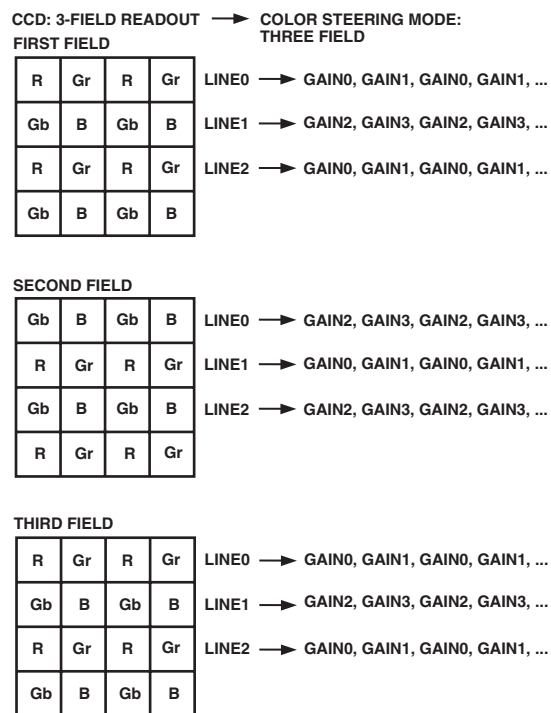 CCD: 3-FIELD READOUT → COLOR STEERING MODE:
THREE FIELD
FIRST FIELD
R Gr R Gr LINE0 → GAIN0, GAIN1, GAIN0, GAIN1, ...
Gb B Gb B LINE1 → GAIN2, GAIN3, GAIN2, GAIN3, ...
R Gr R Gr LINE2 → GAIN0, GAIN1, GAIN0, GAIN1, ...
Gb B Gb B
SECOND FIELD
Gb B Gb B LINE0 → GAIN2, GAIN3, GAIN2, GAIN3, ...
R Gr R Gr LINE1 → GAIN0, GAIN1, GAIN0, GAIN1, ...
Gb B Gb B LINE2 → GAIN2, GAIN3, GAIN2, GAIN3, ...
R Gr R Gr
THIRD FIELD
R Gr R Gr LINE0 → GAIN0, GAIN1, GAIN0, GAIN1, ...
Gb B Gb B LINE1 → GAIN2, GAIN3, GAIN2, GAIN3, ...
R Gr R Gr LINE2 → GAIN0, GAIN1, GAIN0, GAIN1, ...
Gb B Gb B